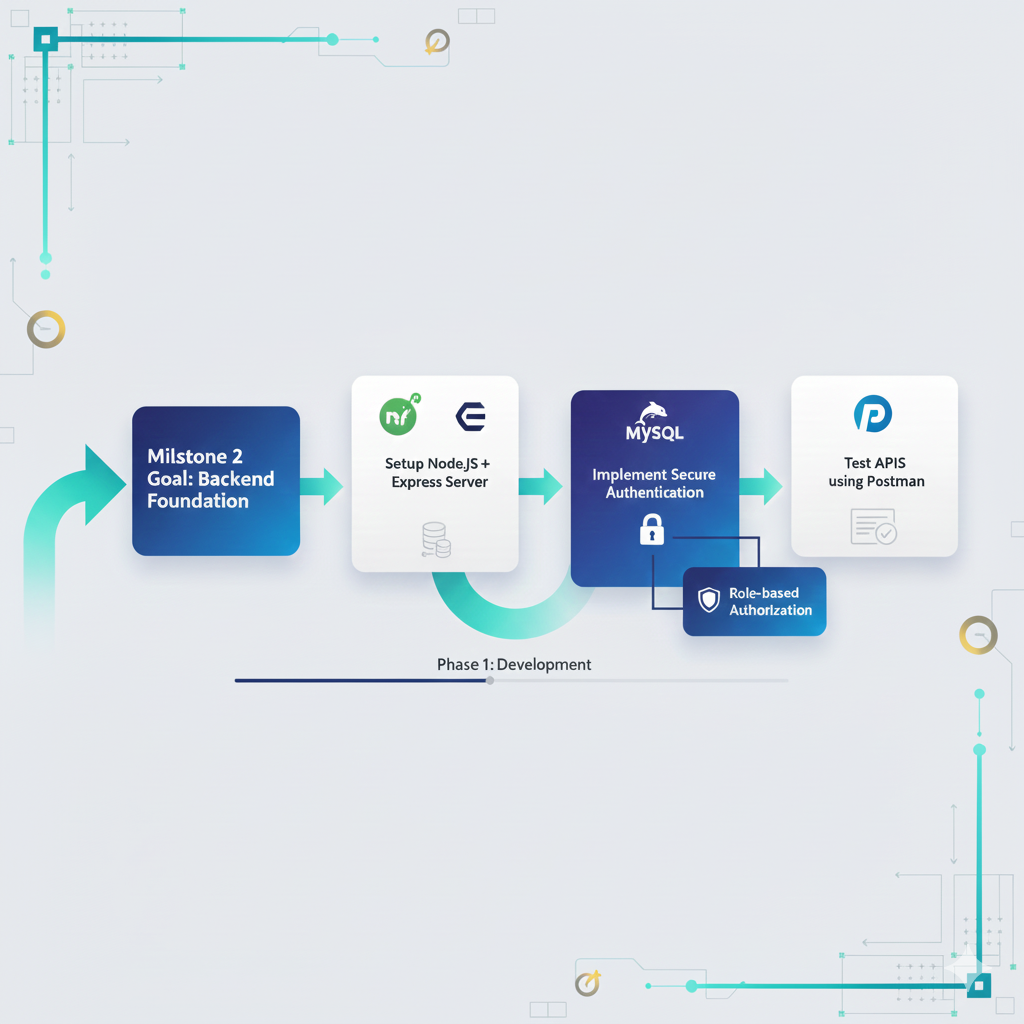 Milstone 2
Goal: Backend
Foundation
Setup Node.JS +
Express Server
MySQL
Implement Secure
Authentication
Role-based
Authorization
Test APIS
using Postman
Phase 1: Development